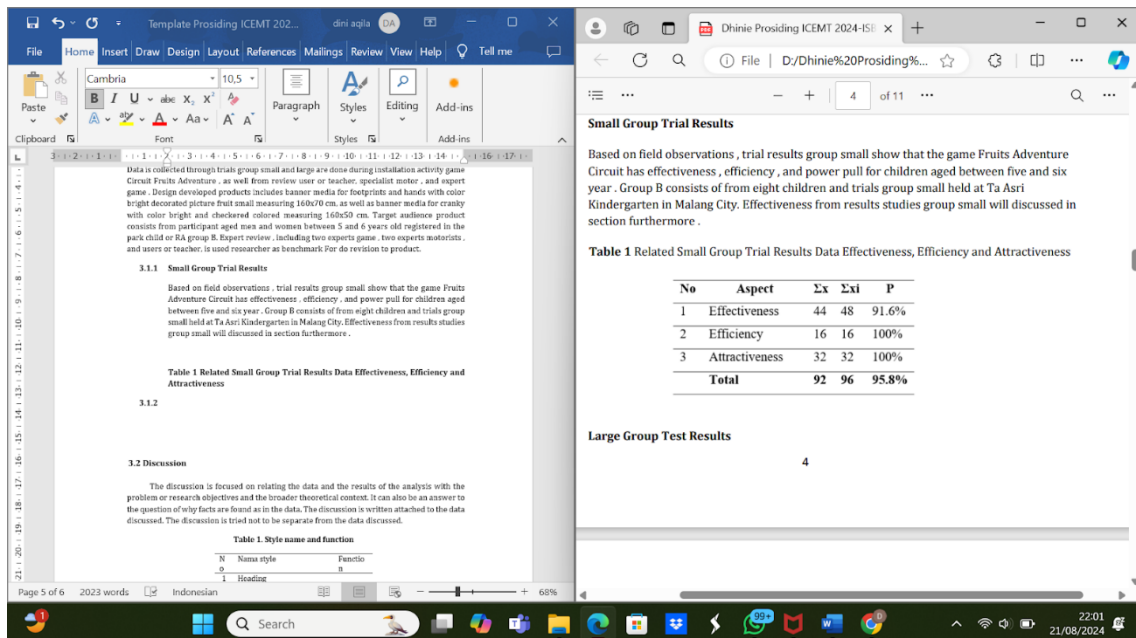 Template Prosiding ICEMT 202...
dini aqila
DA
File Home Insert Draw Design Layout References Mailings Review View Help Tell me
Paste
Cambria 10,5
B I U abc X₂ X²
A ab A Aa A A
Paragraph
Styles
Editing
Add-ins
Clipboard Font Styles Add-ins
Data is collected through trials group small and large are done during installation activity game
Circuit Fruits Adventure , as well from review user or teacher, specialist motor , and expert
game . Design developed products includes banner media for footprints and hands with color
bright decorated picture fruit small measuring 160x70 cm, as well as banner media for cranky
with color bright and checkered colored measuring 160x50 cm. Target audience product
consists from participant aged men and women between 5 and 6 years old registered in the
park child or RA group B. Expert review , including two experts game , two experts motorists ,
and users or teacher, is used researcher as benchmark For do revision to product.
3.1.1 Small Group Trial Results
Based on field observations , trial results group small show that the game Fruits
Adventure Circuit has effectiveness , efficiency , and power pull for children aged
between five and six year . Group B consists of from eight children and trials group
small held at Ta Asri Kindergarten in Malang City. Effectiveness from results studies
group small will discussed in section furthermore .
Table 1 Related Small Group Trial Results Data Effectiveness, Efficiency and
Attractiveness
3.1.2
3.2 Discussion
The discussion is focused on relating the data and the results of the analysis with the
problem or research objectives and the broader theoretical context. It can also be an answer to
the question of why facts are found as in the data. The discussion is written attached to the data
discussed. The discussion is tried not to be separate from the data discussed.
Table 1. Style name and function
N Nama style Functio
o n
1 Heading
Page 5 of 6 2023 words Indonesian 68%
Dhinie Prosiding ICEMT 2024-ISB
File D:/Dhinie%20Prosiding%...
4 of 11
Small Group Trial Results
Based on field observations , trial results group small show that the game Fruits Adventure
Circuit has effectiveness , efficiency , and power pull for children aged between five and six
year . Group B consists of from eight children and trials group small held at Ta Asri
Kindergarten in Malang City. Effectiveness from results studies group small will discussed in
section furthermore .
Table 1 Related Small Group Trial Results Data Effectiveness, Efficiency and Attractiveness
No Aspect Σx Σxi P
1 Effectiveness 44 48 91.6%
2 Efficiency 16 16 100%
3 Attractiveness 32 32 100%
Total 92 96 95.8%
Large Group Test Results
4
1
Search
99+
22:01
21/08/2024